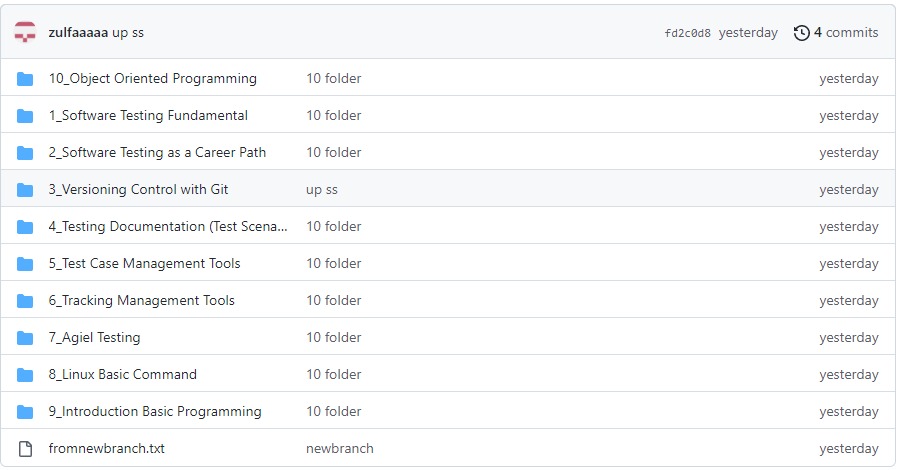 zulfaaaaa up ss fd2c0d8 yesterday 4 commits
10_Object Oriented Programming 10 folder yesterday
1_Software Testing Fundamental 10 folder yesterday
2_Software Testing as a Career Path 10 folder yesterday
3_Versioning Control with Git up ss yesterday
4_Testing Documentation (Test Scena... 10 folder yesterday
5_Test Case Management Tools 10 folder yesterday
6_Tracking Management Tools 10 folder yesterday
7_Agiel Testing 10 folder yesterday
8_Linux Basic Command 10 folder yesterday
9_Introduction Basic Programming 10 folder yesterday
fromnewbranch.txt newbranch yesterday